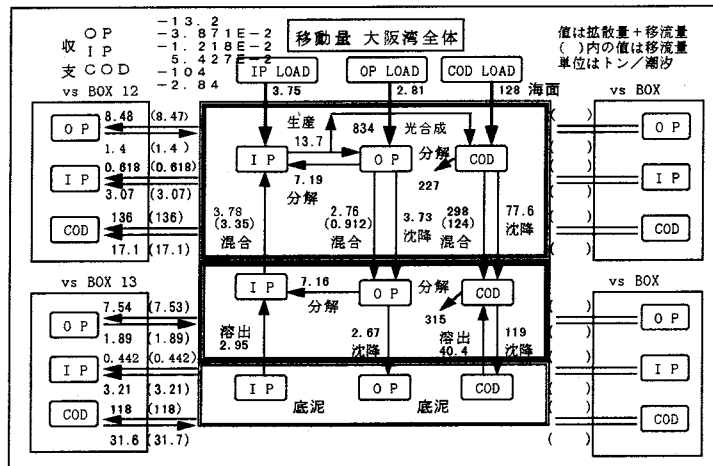 収支
OP
IP
COD
-13.2
-3.871E-2
-1.218E-2
5.427E-2
-104
-2.84
移動量 大阪湾全体
値は拡散量+移流量
( )内の値は移流量
単位はトン/潮汐
IP LOAD
OP LOAD
COD LOAD
3.75
2.81
128
海面
vs BOX 12
8.48 (8.47)
OP
1.4 (1.4)
0.618 (0.618)
IP
3.07 (3.07)
136 (136)
COD
17.1 (17.1)
生産
13.7
834
光合成
IP
OP
COD
7.19
分解
分解
227
3.78
(3.35)
混合
2.76
(0.912)
混合
3.73
沈降
298
(124)
混合
77.6
沈降
vs BOX
( )
OP
( )
( )
IP
( )
( )
COD
( )
IP
7.16
分解
OP
分解
315
COD
溶出
2.95
2.67
沈降
溶出
40.4
119
沈降
IP
OP
COD
底泥
底泥
vs BOX 13
7.54 (7.53)
OP
1.89 (1.89)
0.442 (0.442)
IP
3.21 (3.21)
118 (118)
COD
31.6 (31.7)
vs BOX
( )
OP
( )
( )
IP
( )
( )
COD
( )